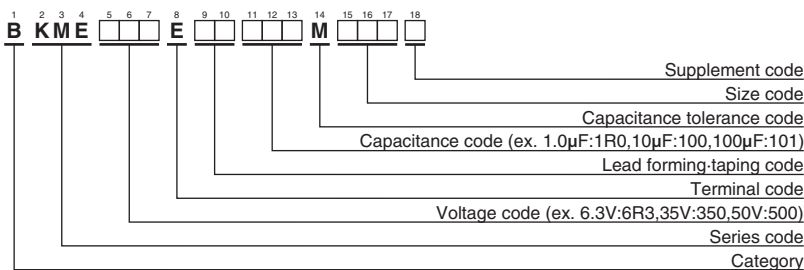 1 2 3 4 5 6 7 8 9 10 11 12 13 14 15 16 17 18
B KME E M
Supplement code
Size code
Capacitance tolerance code
Capacitance code (ex. 1.0µF:1R0,10µF:100,100µF:101)
Lead forming·taping code
Terminal code
Voltage code (ex. 6.3V:6R3,35V:350,50V:500)
Series code
Category